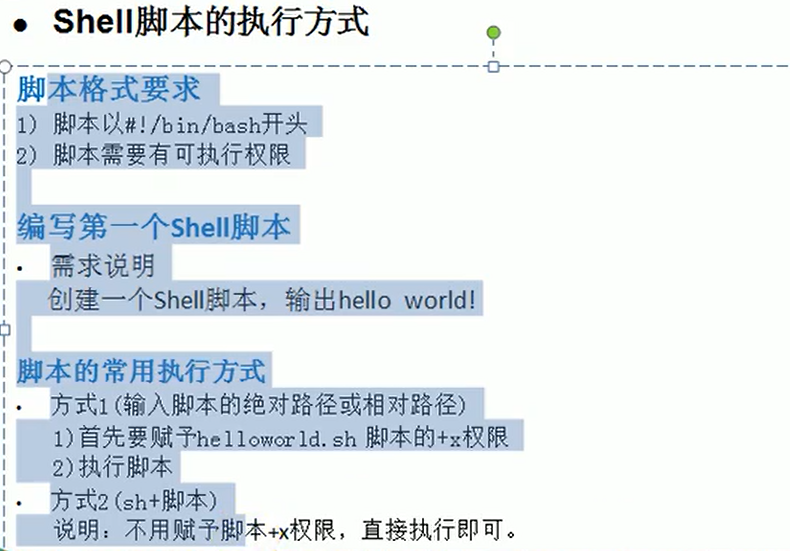 ● Shell脚本的执行方式
脚本格式要求
1) 脚本以#!/bin/bash开头
2) 脚本需要有可执行权限
编写第一个Shell脚本
· 需求说明
创建一个Shell脚本，输出hello world!
脚本的常用执行方式
· 方式1(输入脚本的绝对路径或相对路径)
1)首先要赋予helloworld.sh 脚本的+x权限
2)执行脚本
· 方式2(sh+脚本)
说明：不用赋予脚本+x权限，直接执行即可。